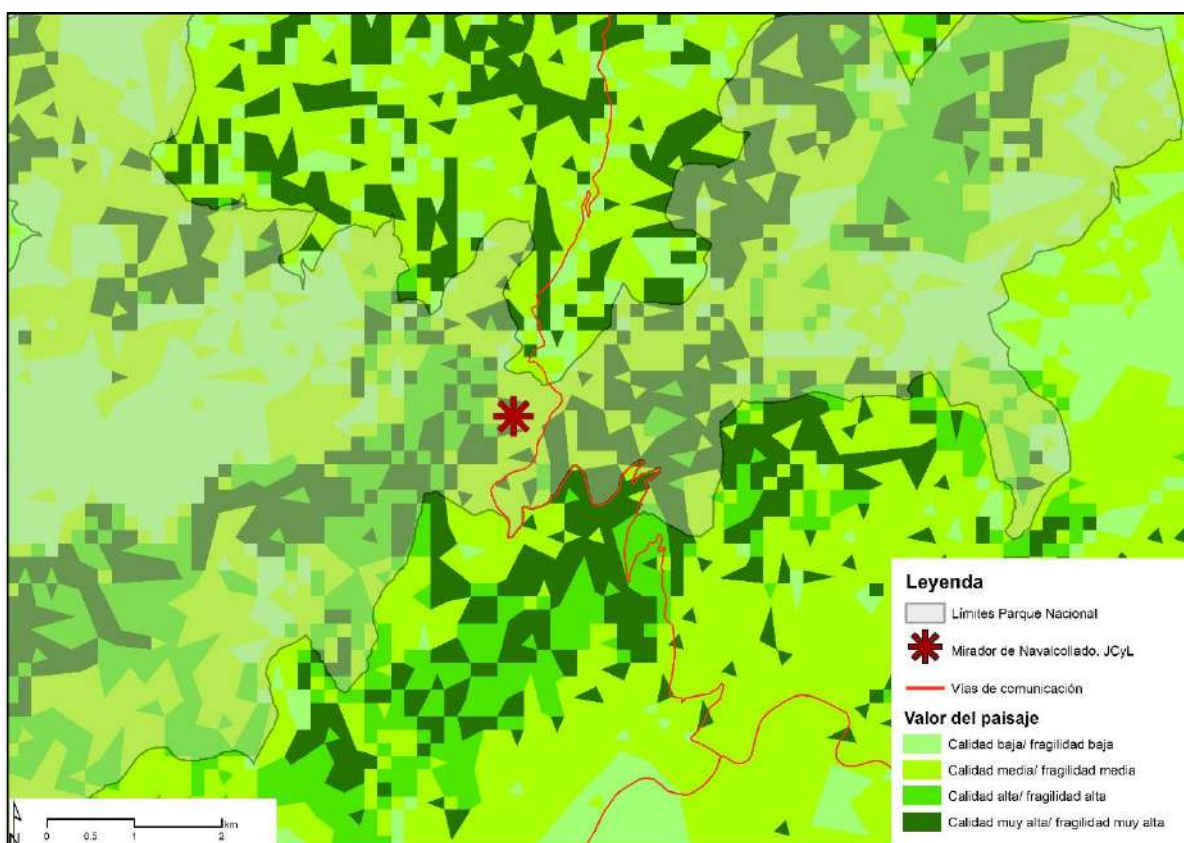 Leyenda
Límites Parque Nacional
Mirador de Navalcollado, JCyL
Vías de comunicación
Valor del paisaje
Calidad baja/ fragilidad baja
Calidad media/ fragilidad media
Calidad alta/ fragilidad alta
Calidad muy alta/ fragilidad muy alta
N
km
0 0.5 1 2